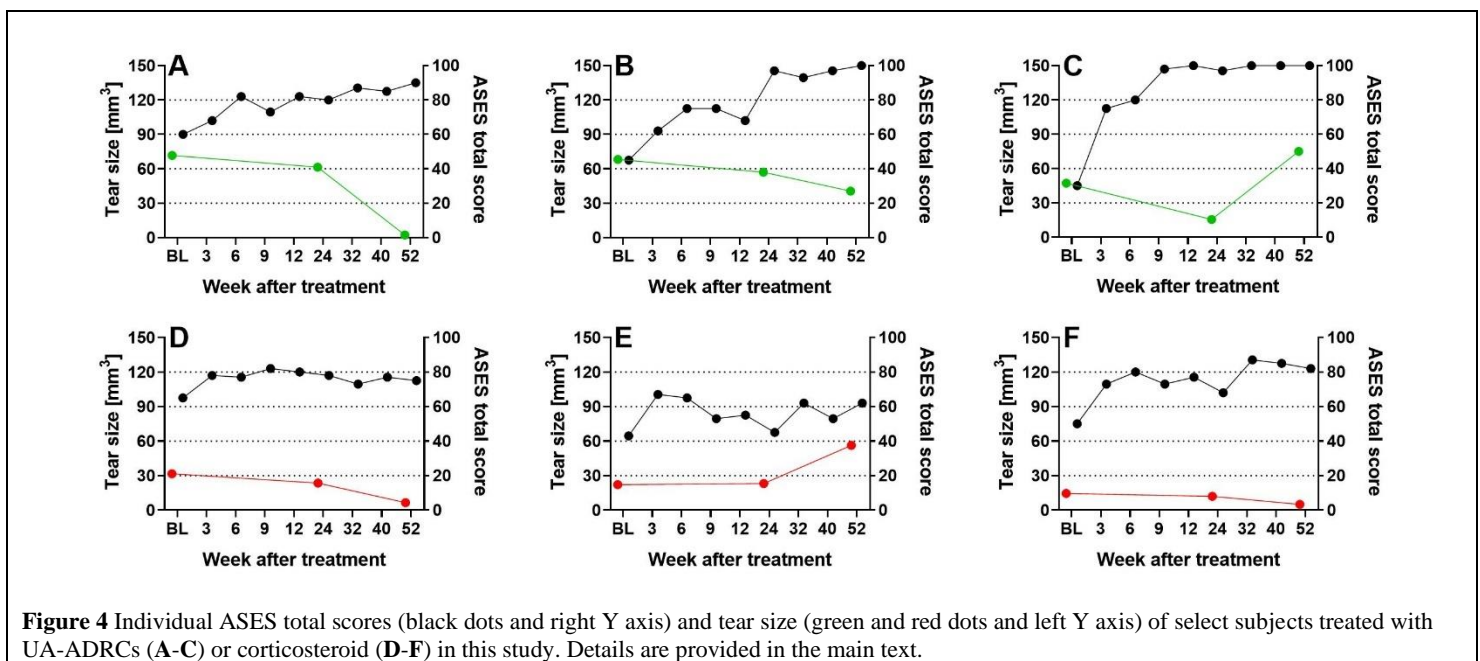 A
B
C
150 100
120 80
90 60
60 40
30 20
0 0
Tear size [mm³]
ASES total score
BL 3 6 9 12 24 32 40 52
Week after treatment
150 100
120 80
90 60
60 40
30 20
0 0
Tear size [mm³]
ASES total score
BL 3 6 9 12 24 32 40 52
Week after treatment
150 100
120 80
90 60
60 40
30 20
0 0
Tear size [mm³]
ASES total score
BL 3 6 9 12 24 32 40 52
Week after treatment
D
E
F
150 100
120 80
90 60
60 40
30 20
0 0
Tear size [mm³]
ASES total score
BL 3 6 9 12 24 32 40 52
Week after treatment
150 100
120 80
90 60
60 40
30 20
0 0
Tear size [mm³]
ASES total score
BL 3 6 9 12 24 32 40 52
Week after treatment
150 100
120 80
90 60
60 40
30 20
0 0
Tear size [mm³]
ASES total score
BL 3 6 9 12 24 32 40 52
Week after treatment
Figure 4 Individual ASES total scores (black dots and right Y axis) and tear size (green and red dots and left Y axis) of select subjects treated with
UA-ADRCs (A-C) or corticosteroid (D-F) in this study. Details are provided in the main text.